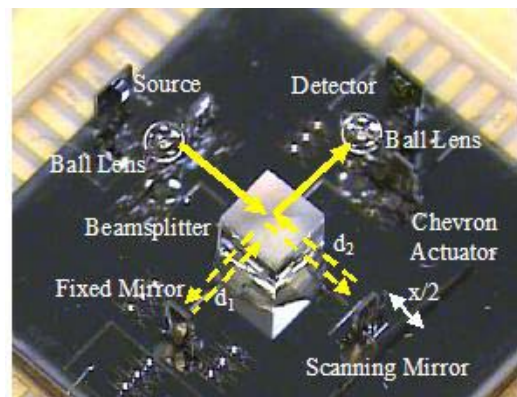 Source
Detector
Ball Lens
Ball Lens
Beamsplitter
d2
Chevron
Actuator
Fixed Mirror
d1
x/2
Scanning Mirror